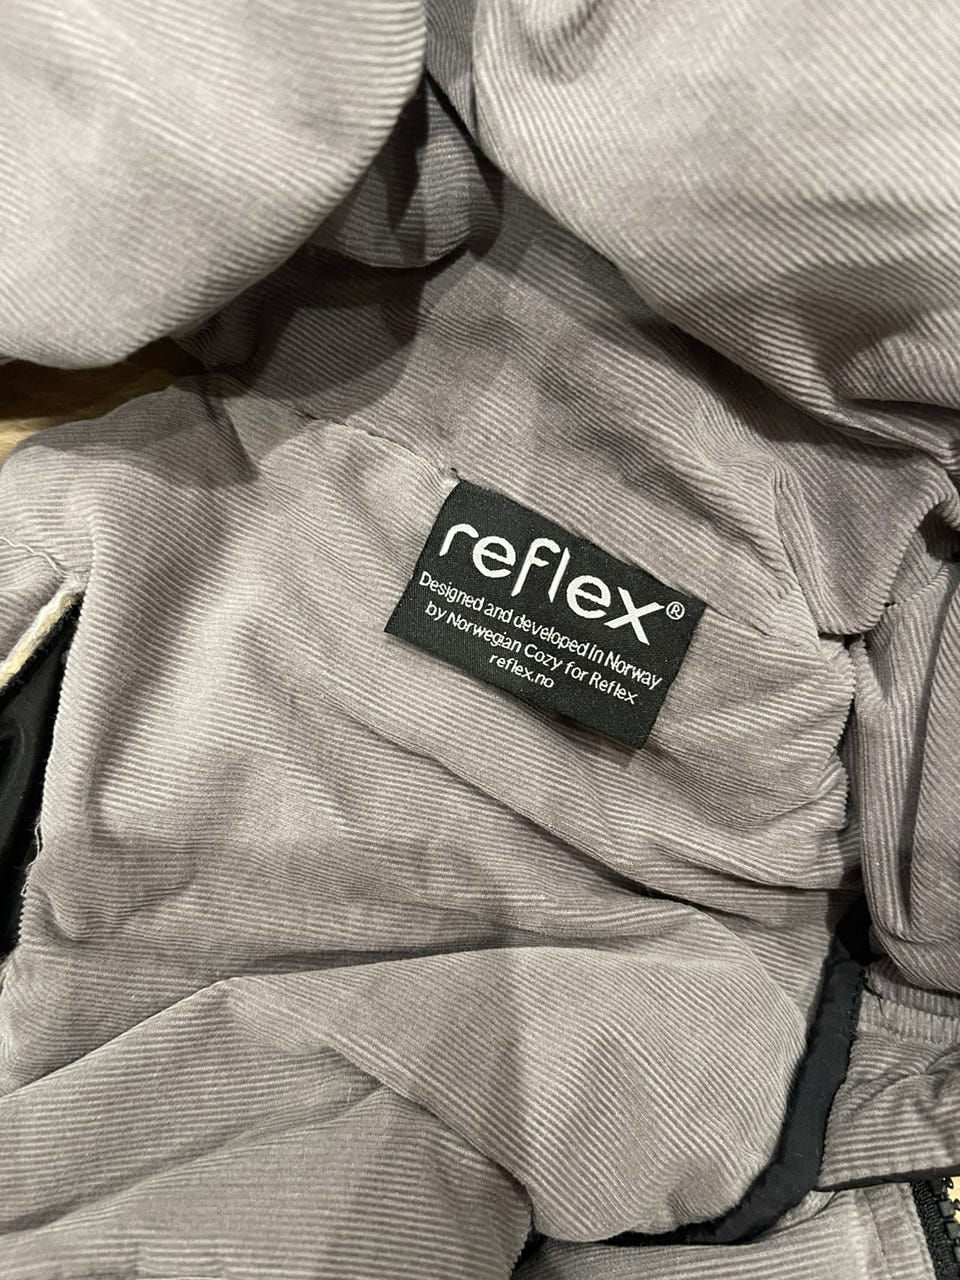 reflex®
Designed and developed in Norway
by Norwegian Cozy for Reflex
reflex.no